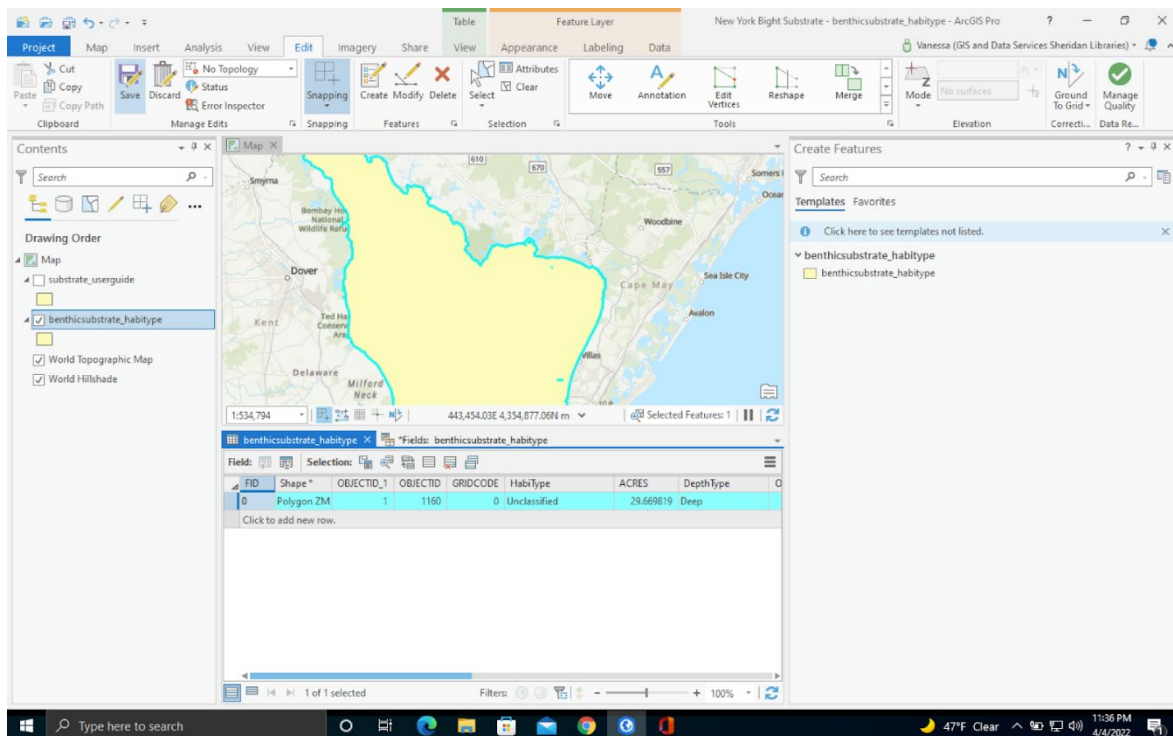 Table
Feature Layer
New York Bight Substrate - benthicsubstrate_habitype - ArcGIS Pro
?
Project Map Insert Analysis View Edit Imagery Share View Appearance Labeling Data
Vanessa (GIS and Data Services Sheridan Libraries)
Paste
Cut
Copy
Copy Path
Clipboard
Save
Discard
No Topology
Status
Error Inspector
Manage Edits
Snapping
Snapping
Create Modify Delete
Features
Select
Attributes
Clear
Selection
Move
Annotation
Edit Vertices
Reshape
Merge
Tools
Mode
No surfaces
Elevation
Ground To Grid
Correcti...
Manage Quality
Data Re...
Contents
Search
Drawing Order
Map
substrate_userguide
benthicsubstrate_habitype
World Topographic Map
World Hillshade
Map
Smyrna
610
670
557
Somers
Ocean
Bombay Ho
National
Wildlife Refu
Woodbine
Dover
Cape May
Sea Isle City
Kent
Ted Ha
Conserv
Area
Avalon
Villas
Delaware
Milford
Neck
1:534,794
443,454.03E 4,354,877.06N m
Selected Features: 1
benthicsubstrate_habitype
*Fields: benthicsubstrate_habitype
Field:
Selection:
FID Shape * OBJECTID_1 OBJECTID GRIDCODE HabiType ACRES DepthType O
0 Polygon ZM 1 1160 0 Unclassified 29.669819 Deep
Click to add new row.
1 of 1 selected
Filters:
100%
Create Features
?
Search
Templates Favorites
Click here to see templates not listed.
benthicsubstrate_habitype
benthicsubstrate_habitype
Type here to search
47°F Clear
11:36 PM
4/4/2022